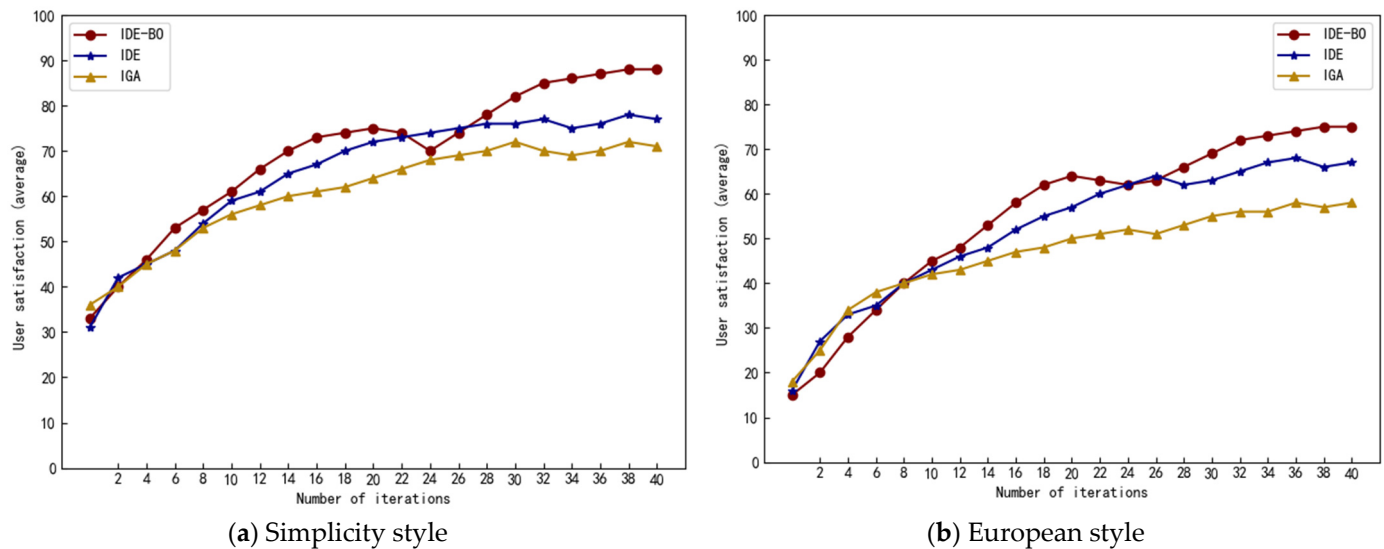 100
90
80
70
60
50
40
30
20
10
0
User satisfaction (average)
IDE-BO
IDE
IGA
2 4 6 8 10 12 14 16 18 20 22 24 26 28 30 32 34 36 38 40
Number of iterations
(a) Simplicity style
100
90
80
70
60
50
40
30
20
10
0
User satisfaction (average)
IDE-BO
IDE
IGA
2 4 6 8 10 12 14 16 18 20 22 24 26 28 30 32 34 36 38 40
Number of iterations
(b) European style